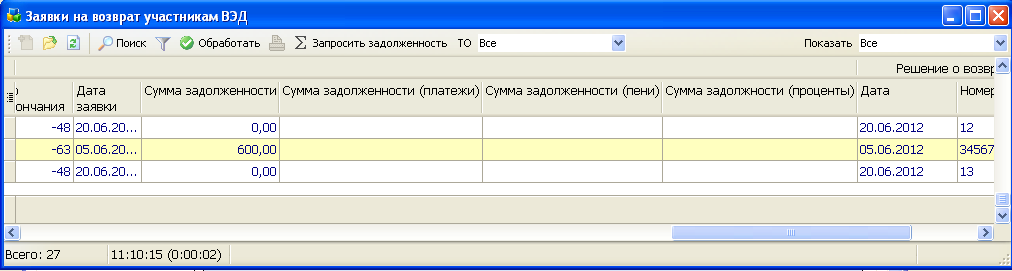 Заявки на возврат участникам ВЭД
Поиск Обработать Σ Запросить задолженность ТО Все Показать Все
Решение о возвр
ончания Дата заявки Сумма задолженности Сумма задолженности (платежи) Сумма задолженности (пени) Сумма задолжности (проценты) Дата Номер
-48 20.06.20... 0,00 20.06.2012 12
-63 05.06.20... 600,00 05.06.2012 34567
-48 20.06.20... 0,00 20.06.2012 13
Всего: 27 11:10:15 (0:00:02)